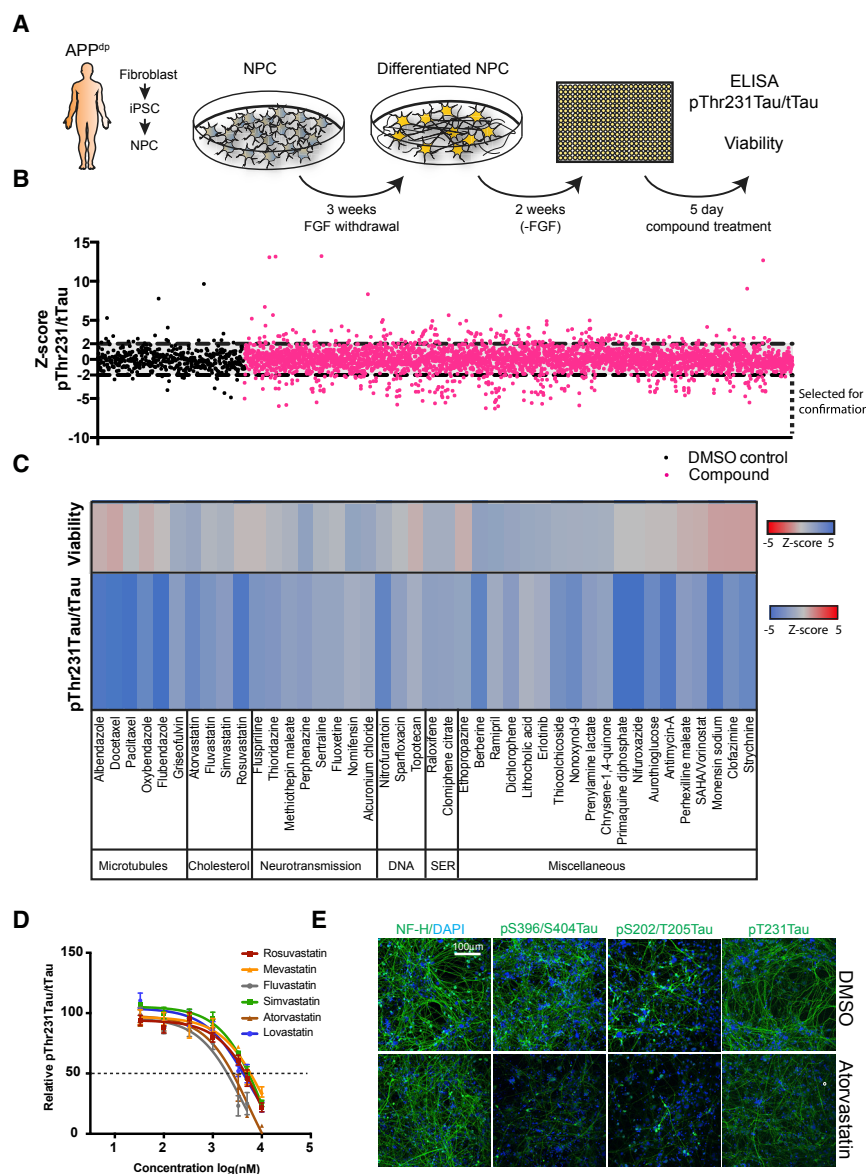 A
APPdp
Fibroblast
iPSC
NPC
NPC
Differentiated NPC
ELISA
pThr231Tau/tTau
Viability
3 weeks
FGF withdrawal
2 weeks
(-FGF)
5 day
compound treatment
B
Z-score
pThr231/tTau
15
10
5
2
0
-2
-5
-10
Selected for
confirmation
DMSO control
Compound
C
Viability
pThr231Tau/tTau
-5 Z-score 5
-5 Z-score 5
Albendazole
Docetaxel
Paclitaxel
Oxybendazole
Flubendazole
Griseofulvin
Atorvastatin
Fluvastatin
Simvastatin
Rosuvastatin
Fluspiriline
Thioridazine
Methiothepin maleate
Perphenazine
Sertraline
Fluoxetine
Nomifensin
Alcuronium chloride
Nitrofurantoin
Sparfloxacin
Topotecan
Raloxifene
Clomiphene citrate
Ethopropazine
Berberine
Ramipril
Dichlorophene
Lithocholic acid
Erlotinib
Thiocolchicoside
Nonoxynol-9
Prenylamine lactate
Chrysene-1,4-quinone
Primaquine diphosphate
Nifuroxazide
Aurothioglucose
Antimycin-A
Perhexilline maleate
SAHA/Vorinostat
Monensin sodium
Clofazimine
Strychnine
Microtubules
Cholesterol
Neurotransmission
DNA
SER
Miscellaneous
D
Relative pThr231Tau/tTau
150
100
50
0
1 2 3 4 5
Concentration log(nM)
Rosuvastatin
Mevastatin
Fluvastatin
Simvastatin
Atorvastatin
Lovastatin
E
NF-H/DAPI
pS396/S404Tau
pS202/T205Tau
pT231Tau
100µm
DMSO
Atorvastatin